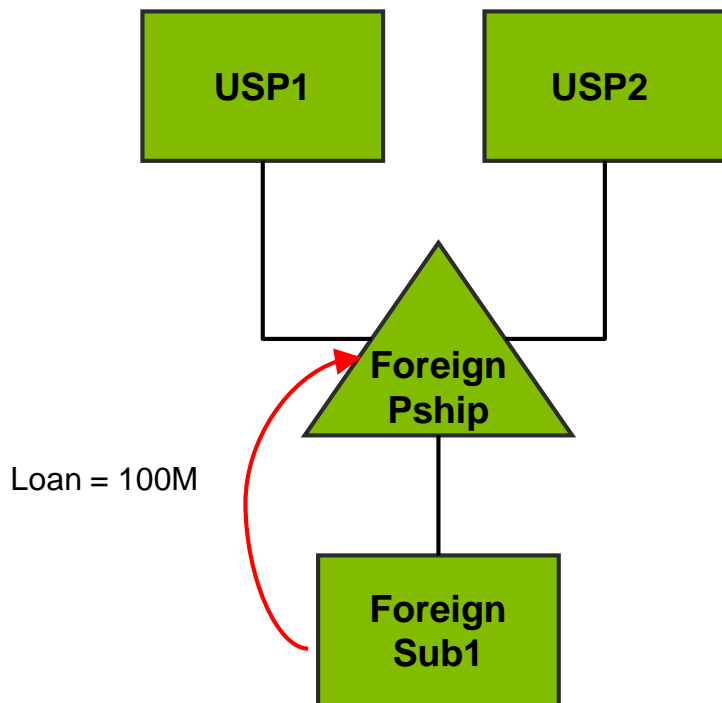 USP1
USP2
Foreign
Pship
Loan = 100M
Foreign
Sub1